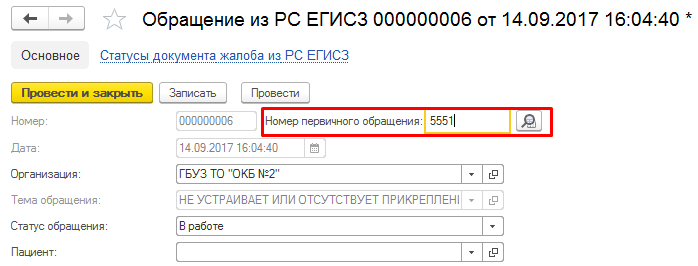 Обращение из РС ЕГИСЗ 000000006 от 14.09.2017 16:04:40 *
Основное Статусы документа жалоба из РС ЕГИСЗ
Провести и закрыть Записать Провести
Номер: 000000006 Номер первичного обращения: 5551
Дата: 14.09.2017 16:04:40
Организация: ГБУЗ ТО "ОКБ №2"
Тема обращения: НЕ УСТРАИВАЕТ ИЛИ ОТСУТСТВУЕТ ПРИКРЕПЛЕНИ
Статус обращения: В работе
Пациент: